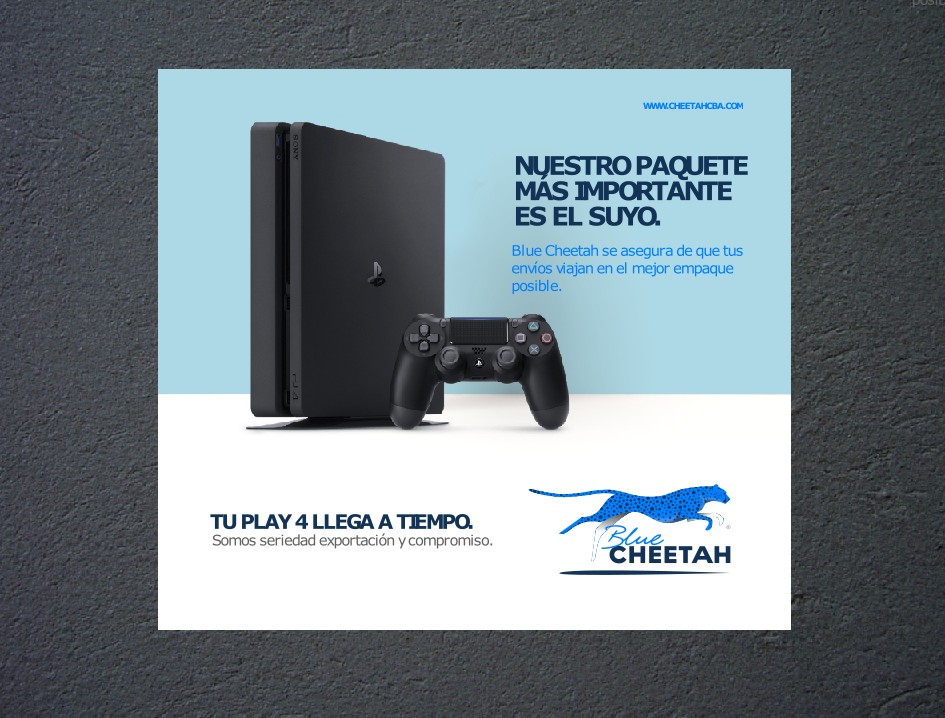 WWW.CHEETAHCBA.COM
NUESTRO PAQUETE
MÁS IMPORTANTE
ES EL SUYO.
Blue Cheetah se asegura de que tus
envíos viajan en el mejor empaque
posible.
TU PLAY 4 LLEGA A TIEMPO.
Somos seriedad exportación y compromiso.
Blue
CHEETAH